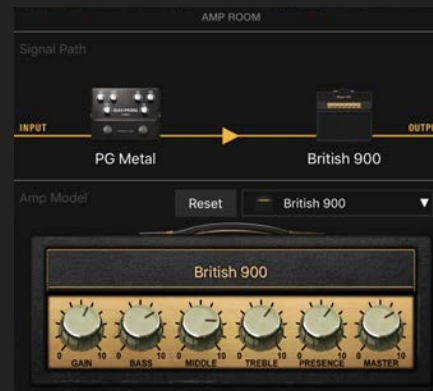 AMP ROOM
Signal Path
INPUT
OUTPU
PG Metal
British 900
Amp Model
Reset
British 900
British 900
0 10 0 10 0 10 0 10 0 10 0 10
GAIN BASS MIDDLE TREBLE PRESENCE MASTER